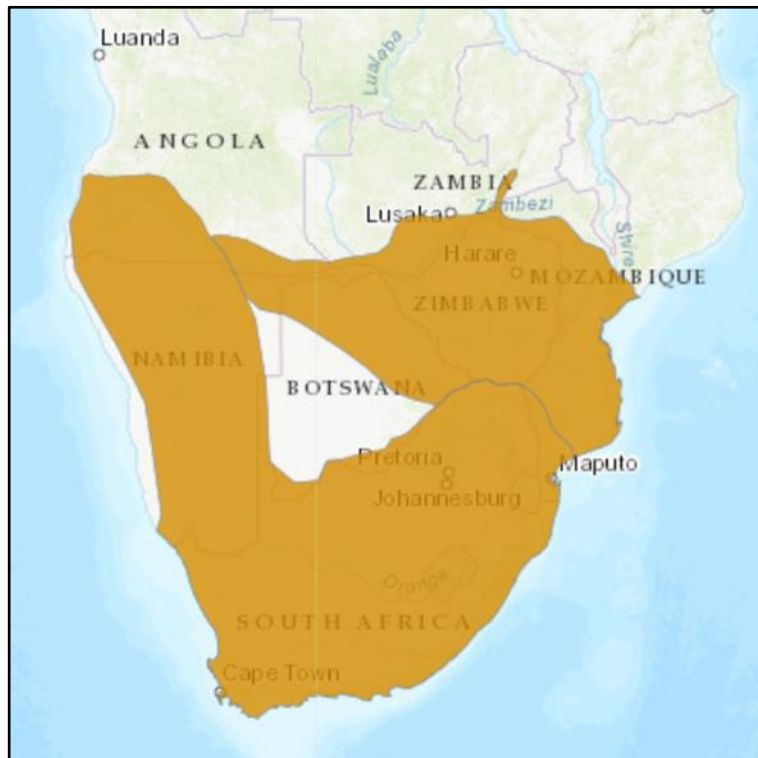 Luanda
Lualaba
ANGOLA
ZAMBIA
Zambezi
Lusaka
Shire
Harare
MOZAMBIQUE
ZIMBABWE
NAMIBIA
BOTSWANA
Pretoria
Maputo
Johannesburg
Orange
SOUTH AFRICA
Cape Town